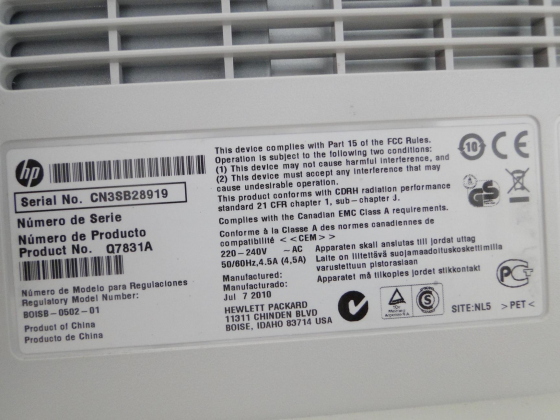 hp
Serial No. CN3SB28919
Número de Serie
Número de Producto
Product No. Q7831A
Número de Modelo para Regulaciones
Regulatory Model Number:
BOISB-0502-01
Product of China
Producto de China
This device complies with Part 15 of the FCC Rules.
Operation is subject to the following two conditions:
(1) This device may not cause harmful interference, and
(2) This device must accept any interference that may
cause undesirable operation.
This product conforms with CDRH radiation performance
standard 21 CFR chapter 1, sub-chapter J.
Complies with the Canadian EMC Class A requirements.
Conforme à la Classe A des normes canadiennes de
compatibilité <<CEM>>
220-240V ~AC
50/60Hz,4.5A (4,5A)
Apparaten skall anslutas till jordat uttag
Laite on liitettävä suojamaadoituskoskettimilla
varustettuun pistorasiaan
Apparatet må tilkoples jordet stikkontakt
Manufactured:
Manufacturado:
Jul 7 2010
HEWLETT PACKARD
11311 CHINDEN BLVD
BOISE, IDAHO 83714 USA
10
CE
GS
N
TÜV
S
PC
SITE:NL5 >PET<